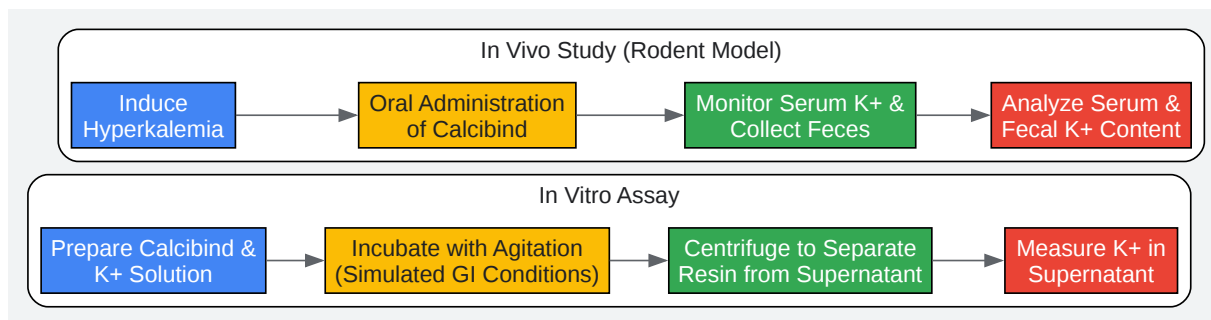 In Vivo Study (Rodent Model)
Induce
Hyperkalemia
Oral Administration
of Calcibind
Monitor Serum K+ &
Collect Feces
Analyze Serum &
Fecal K+ Content
In Vitro Assay
Prepare Calcibind &
K+ Solution
Incubate with Agitation
(Simulated GI Conditions)
Centrifuge to Separate
Resin from Supernatant
Measure K+ in
Supernatant